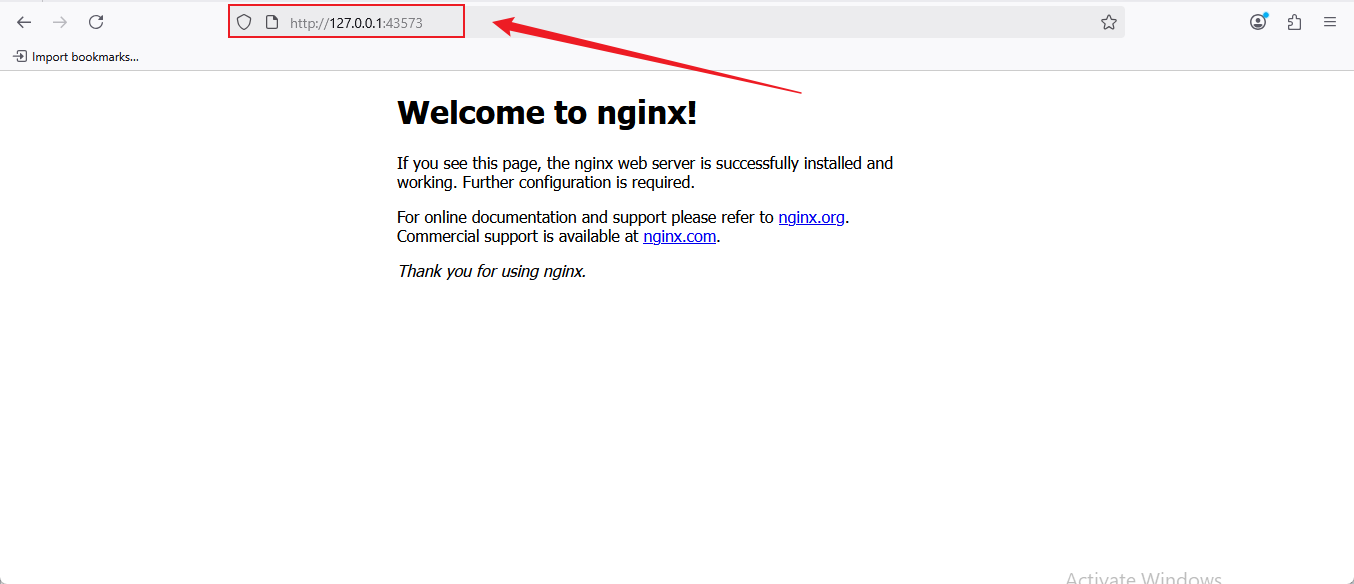 http://127.0.0.1:43573
Import bookmarks...
Welcome to nginx!
If you see this page, the nginx web server is successfully installed and
working. Further configuration is required.
For online documentation and support please refer to nginx.org.
Commercial support is available at nginx.com.
Thank you for using nginx.
Activate Windows